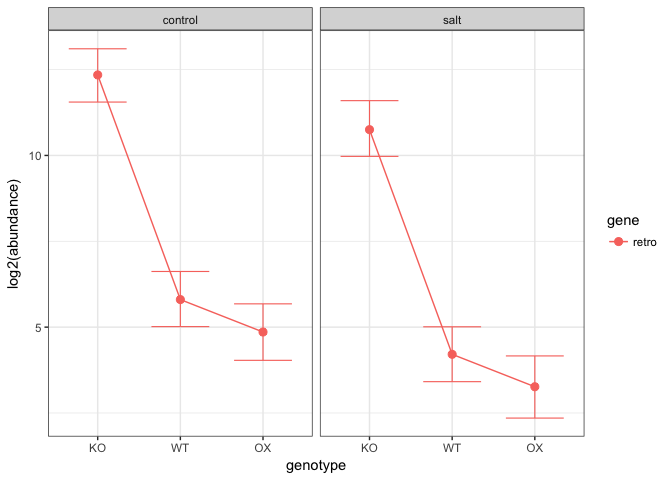 control
salt
log2(abundance)
10
5
KO
WT
OX
KO
WT
OX
genotype
gene
retro